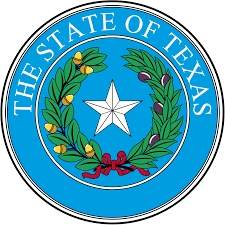 THE STATE OF TEXAS